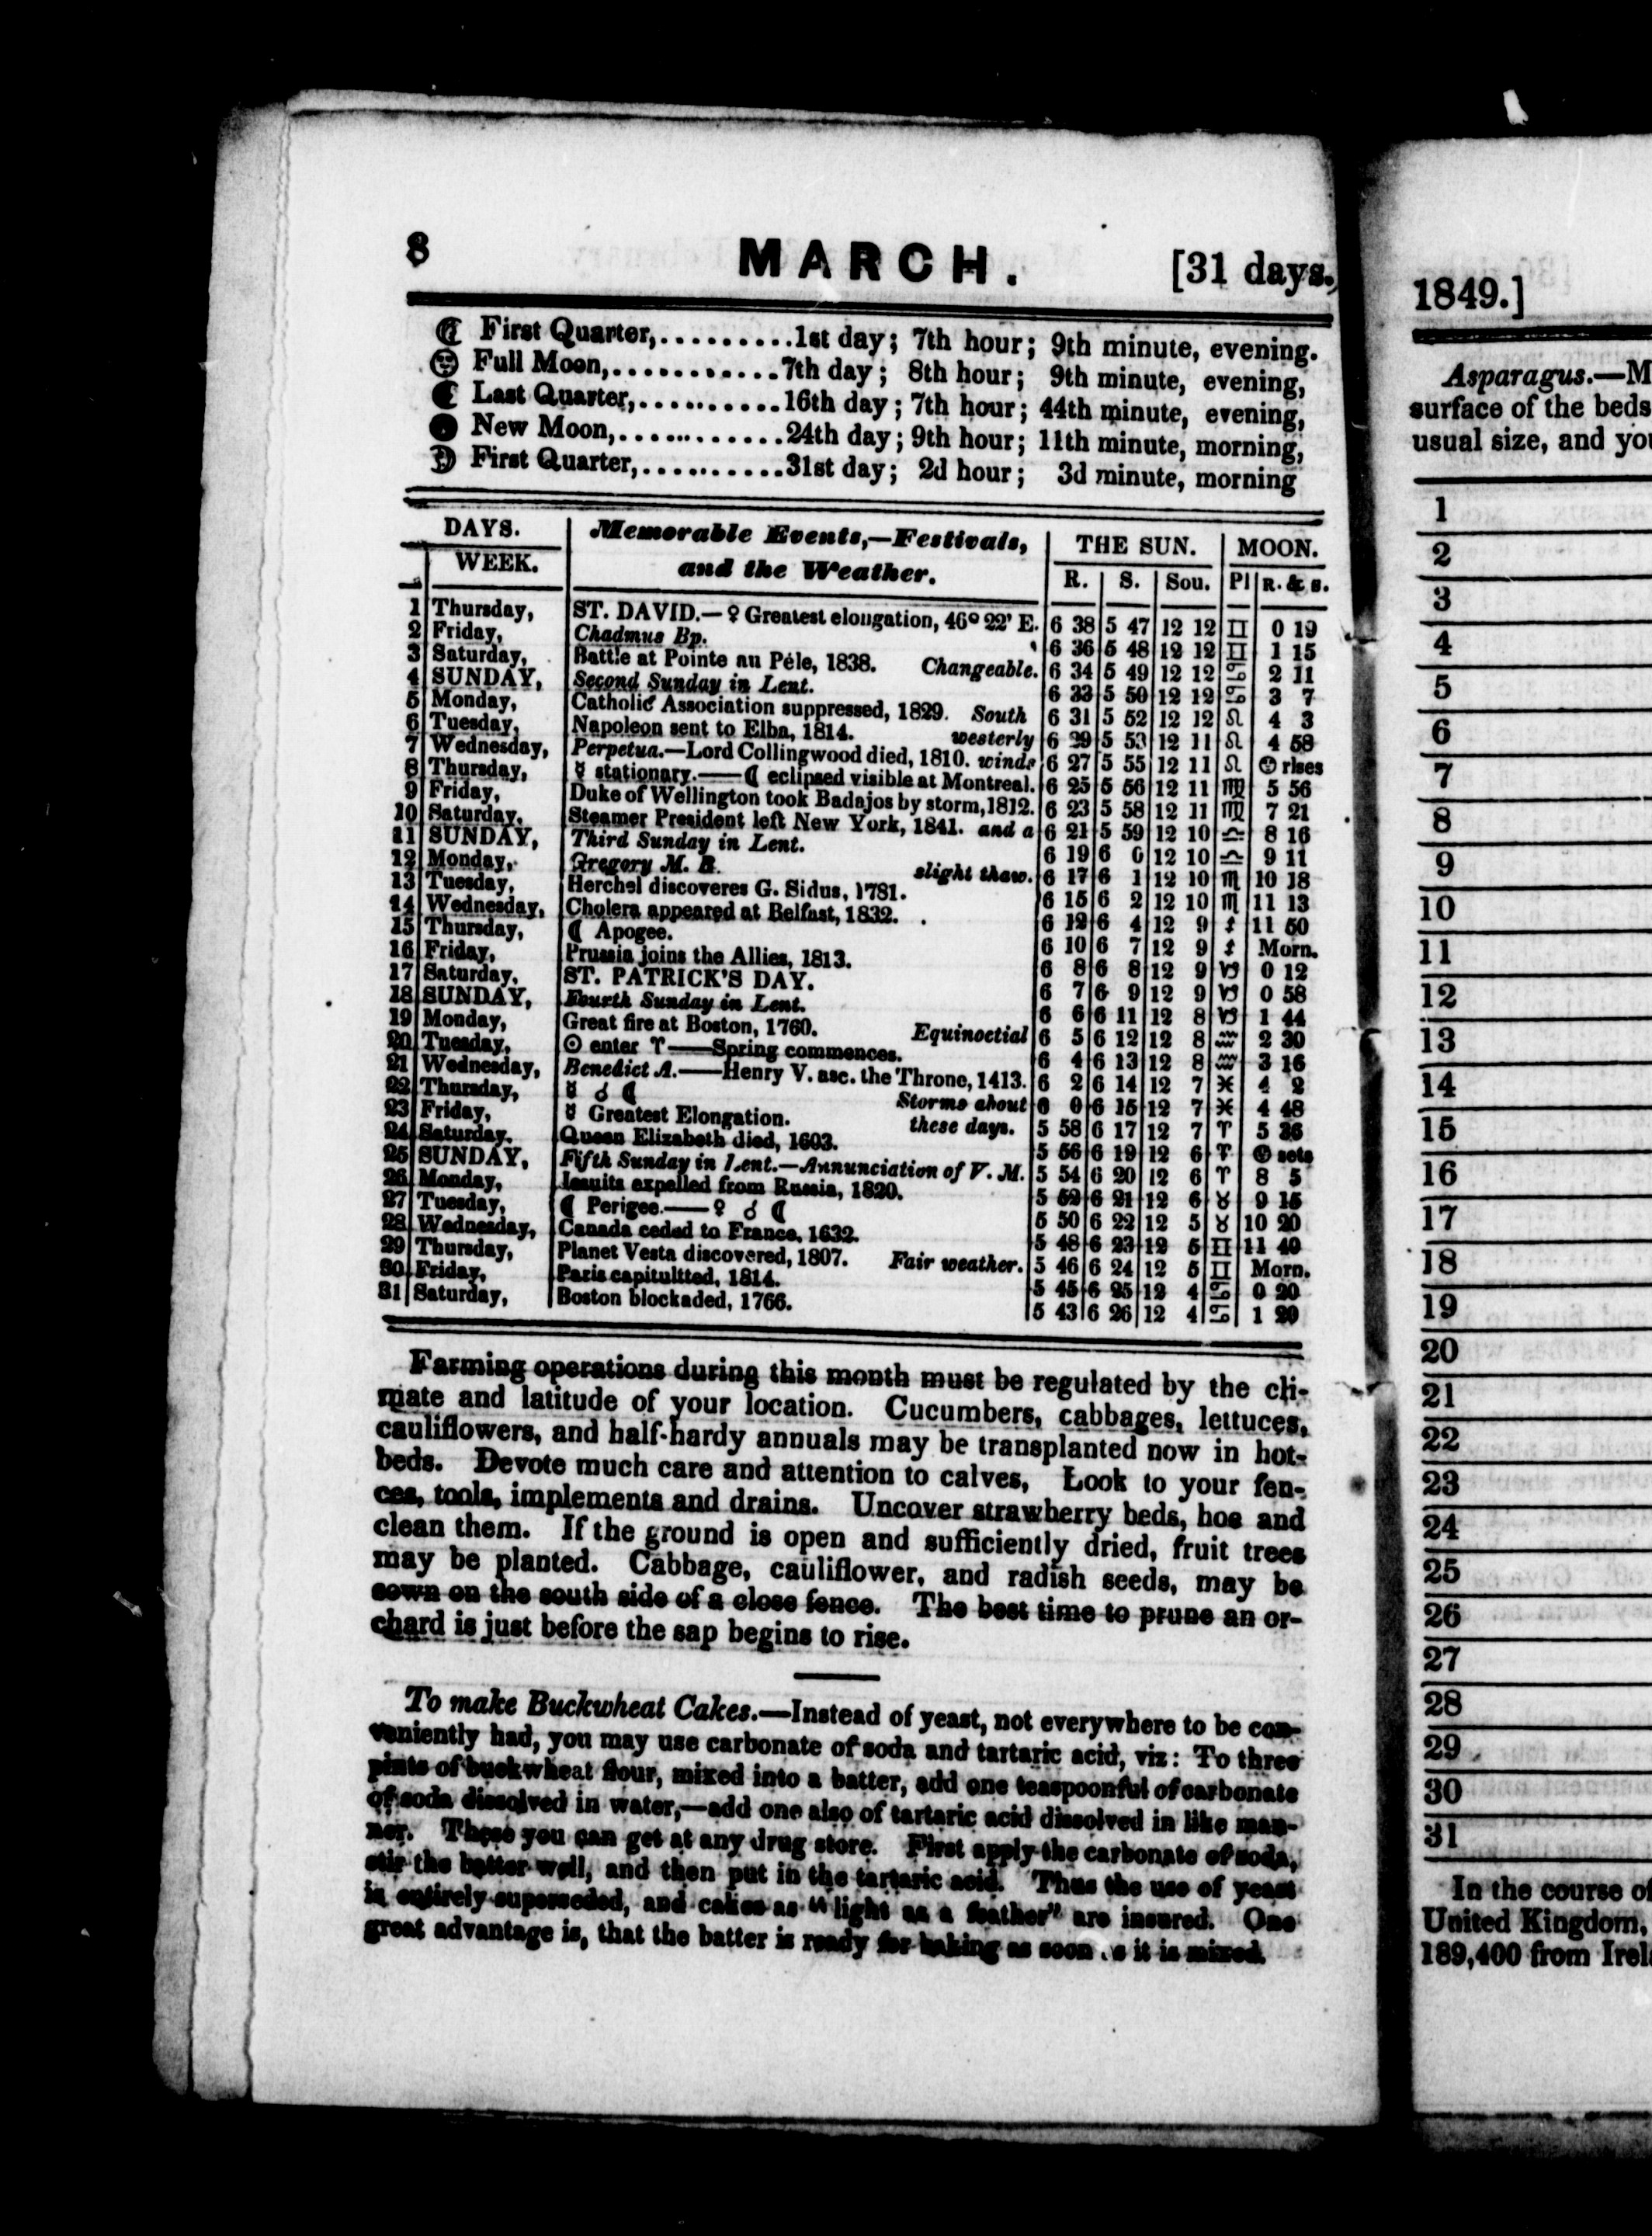 8 MARCH. [31 days.
First Quarter,.........1st day; 7th hour; 9th minute, evening.
Full Moon,............7th day; 8th hour; 9th minute, evening,
Last Quarter,..........16th day; 7th hour; 44th minute, evening,
New Moon,............24th day; 9th hour; 11th minute, morning,
First Quarter,..........31st day; 2d hour; 3d minute, morning
DAYS. Memorable Events,—Festivals, THE SUN. MOON.
WEEK. and the Weather. R. S. Sou. Pl R. & s.
1 Thursday, ST. DAVID.—♀ Greatest elongation, 46° 22' E. 6 38 5 47 12 12 ♊ 0 19
2 Friday, Chadmus Bp. 6 36 5 48 12 12 ♊ 1 15
3 Saturday, Battle at Pointe au Pele, 1838. Changeable. 6 34 5 49 12 12 ♋ 2 11
4 SUNDAY, Second Sunday in Lent. 6 33 5 50 12 12 ♋ 3 7
5 Monday, Catholic Association suppressed, 1829. South 6 31 5 52 12 12 ♌ 4 3
6 Tuesday, Napoleon sent to Elba, 1814. westerly 6 29 5 53 12 11 ♌ 4 58
7 Wednesday, Perpetua.—Lord Collingwood died, 1810. winds 6 27 5 55 12 11 ♌ rises
8 Thursday, ☿ stationary.——☾ eclipsed visible at Montreal. 6 25 5 56 12 11 ♍ 5 56
9 Friday, Duke of Wellington took Badajos by storm, 1812. 6 23 5 58 12 11 ♍ 7 21
10 Saturday, Steamer President left New York, 1841. and a 6 21 5 59 12 10 ♎ 8 16
11 SUNDAY, Third Sunday in Lent. 6 19 6 0 12 10 ♎ 9 11
12 Monday, Gregory M. B. slight thaw. 6 17 6 1 12 10 ♏ 10 18
13 Tuesday, Herchel discoveres G. Sidus, 1781. 6 15 6 2 12 10 ♏ 11 13
14 Wednesday, Cholera appeared at Belfast, 1832. 6 12 6 4 12 9 ♐ 11 50
15 Thursday, ☾ Apogee. 6 10 6 7 12 9 ♐ Morn.
16 Friday, Prussia joins the Allies, 1813. 6 8 6 8 12 9 ♑ 0 12
17 Saturday, ST. PATRICK'S DAY. 6 7 6 9 12 9 ♑ 0 58
18 SUNDAY, Fourth Sunday in Lent. 6 6 6 11 12 8 ♑ 1 44
19 Monday, Great fire at Boston, 1760. Equinoctial 6 5 6 12 12 8 ♒ 2 30
20 Tuesday, ☉ enter ♈——Spring commences. 6 4 6 13 12 8 ♒ 3 16
21 Wednesday, Benedict A.——Henry V. asc. the Throne, 1413. 6 2 6 14 12 7 ♓ 4 2
22 Thursday, ☿ ☌ ☾ Storms about 6 0 6 15 12 7 ♓ 4 48
23 Friday, ☿ Greatest Elongation. these days. 5 58 6 17 12 7 ♈ 5 36
24 Saturday, Queen Elizabeth died, 1603. 5 56 6 19 12 6 ♈ sets
25 SUNDAY, Fifth Sunday in Lent.—Annunciation of V. M. 5 54 6 20 12 6 ♈ 8 5
26 Monday, Jesuits expelled from Russia, 1820. 5 52 6 21 12 6 ♉ 9 15
27 Tuesday, ☾ Perigee.——♀ ☌ ☾ 5 50 6 22 12 5 ♉ 10 20
28 Wednesday, Canada ceded to France, 1632. 5 48 6 23 12 5 ♊ 11 40
29 Thursday, Planet Vesta discovered, 1807. Fair weather. 5 46 6 24 12 5 ♊ Morn.
30 Friday, Paris capitultted, 1814. 5 45 6 25 12 4 ♋ 0 20
31 Saturday, Boston blockaded, 1766. 5 43 6 26 12 4 ♋ 1 20
Farming operations during this month must be regulated by the cli-
mate and latitude of your location. Cucumbers, cabbages, lettuces,
cauliflowers, and half-hardy annuals may be transplanted now in hot-
beds. Devote much care and attention to calves, Look to your fen-
ces, tools, implements and drains. Uncover strawberry beds, hoe and
clean them. If the ground is open and sufficiently dried, fruit trees
may be planted. Cabbage, cauliflower, and radish seeds, may be
sown on the south side of a close fence. The best time to prune an or-
chard is just before the sap begins to rise.
To make Buckwheat Cakes.—Instead of yeast, not everywhere to be con-
veniently had, you may use carbonate of soda and tartaric acid, viz: To three
pints of buckwheat flour, mixed into a batter, add one teaspoonful of carbonate
of soda dissolved in water,—add one also of tartaric acid dissolved in like man-
ner. These you can get at any drug store. First apply the carbonate of soda,
stir the batter well, and then put in the tartaric acid. Thus the use of yeast
is entirely superseded, and cakes as "light as a feather" are insured. One
great advantage is, that the batter is ready for baking as soon as it is mixed.
1849.]
Asparagus.—M
surface of the beds
usual size, and you
1
2
3
4
5
6
7
8
9
10
11
12
13
14
15
16
17
18
19
20
21
22
23
24
25
26
27
28
29
30
31
In the course of
United Kingdom,
189,400 from Irel